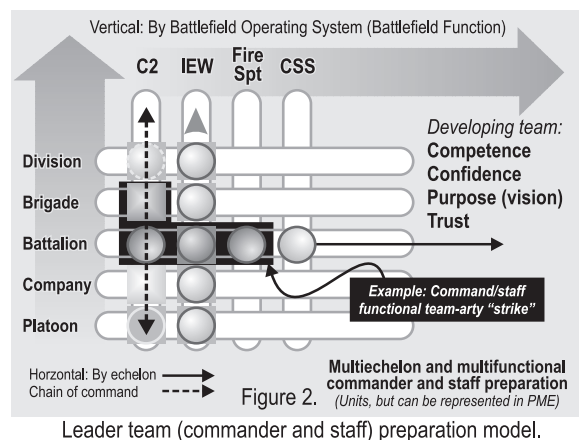 Vertical: By Battlefield Operating System (Battlefield Function)
C2 IEW Fire Spt CSS
Developing team:
Competence
Confidence
Purpose (vision)
Trust
Division
Brigade
Battalion
Company
Platoon
Example: Command/staff
functional team-arty “strike”
Horzontal: By echelon
Chain of command
Figure 2.
Multiechelon and multifunctional
commander and staff preparation
(Units, but can be represented in PME)
Leader team (commander and staff) preparation model.